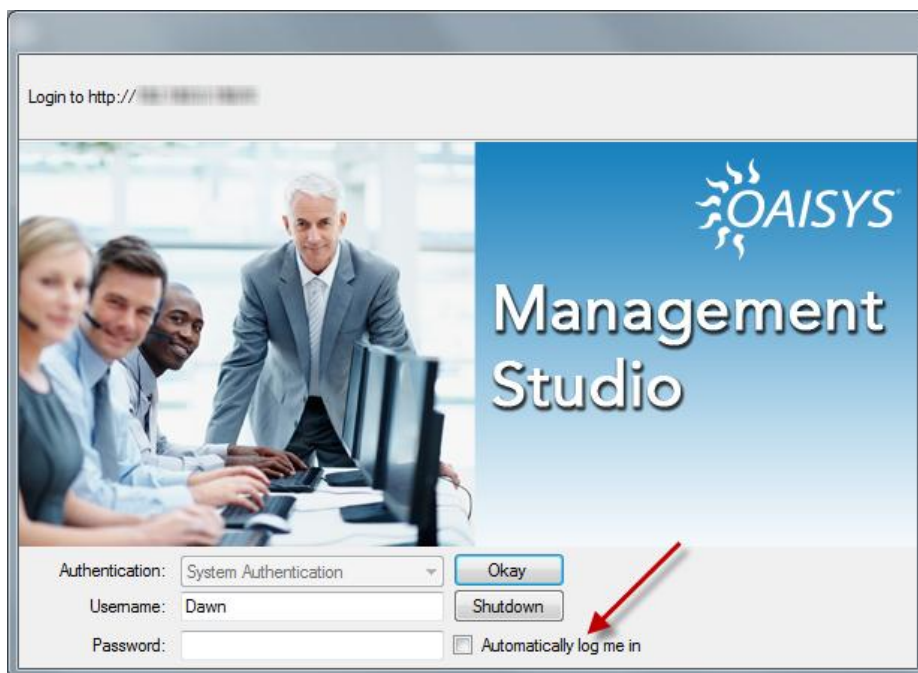 Login to http://
OAISYS
Management
Studio
Authentication: System Authentication Okay
Username: Dawn Shutdown
Password: Automatically log me in